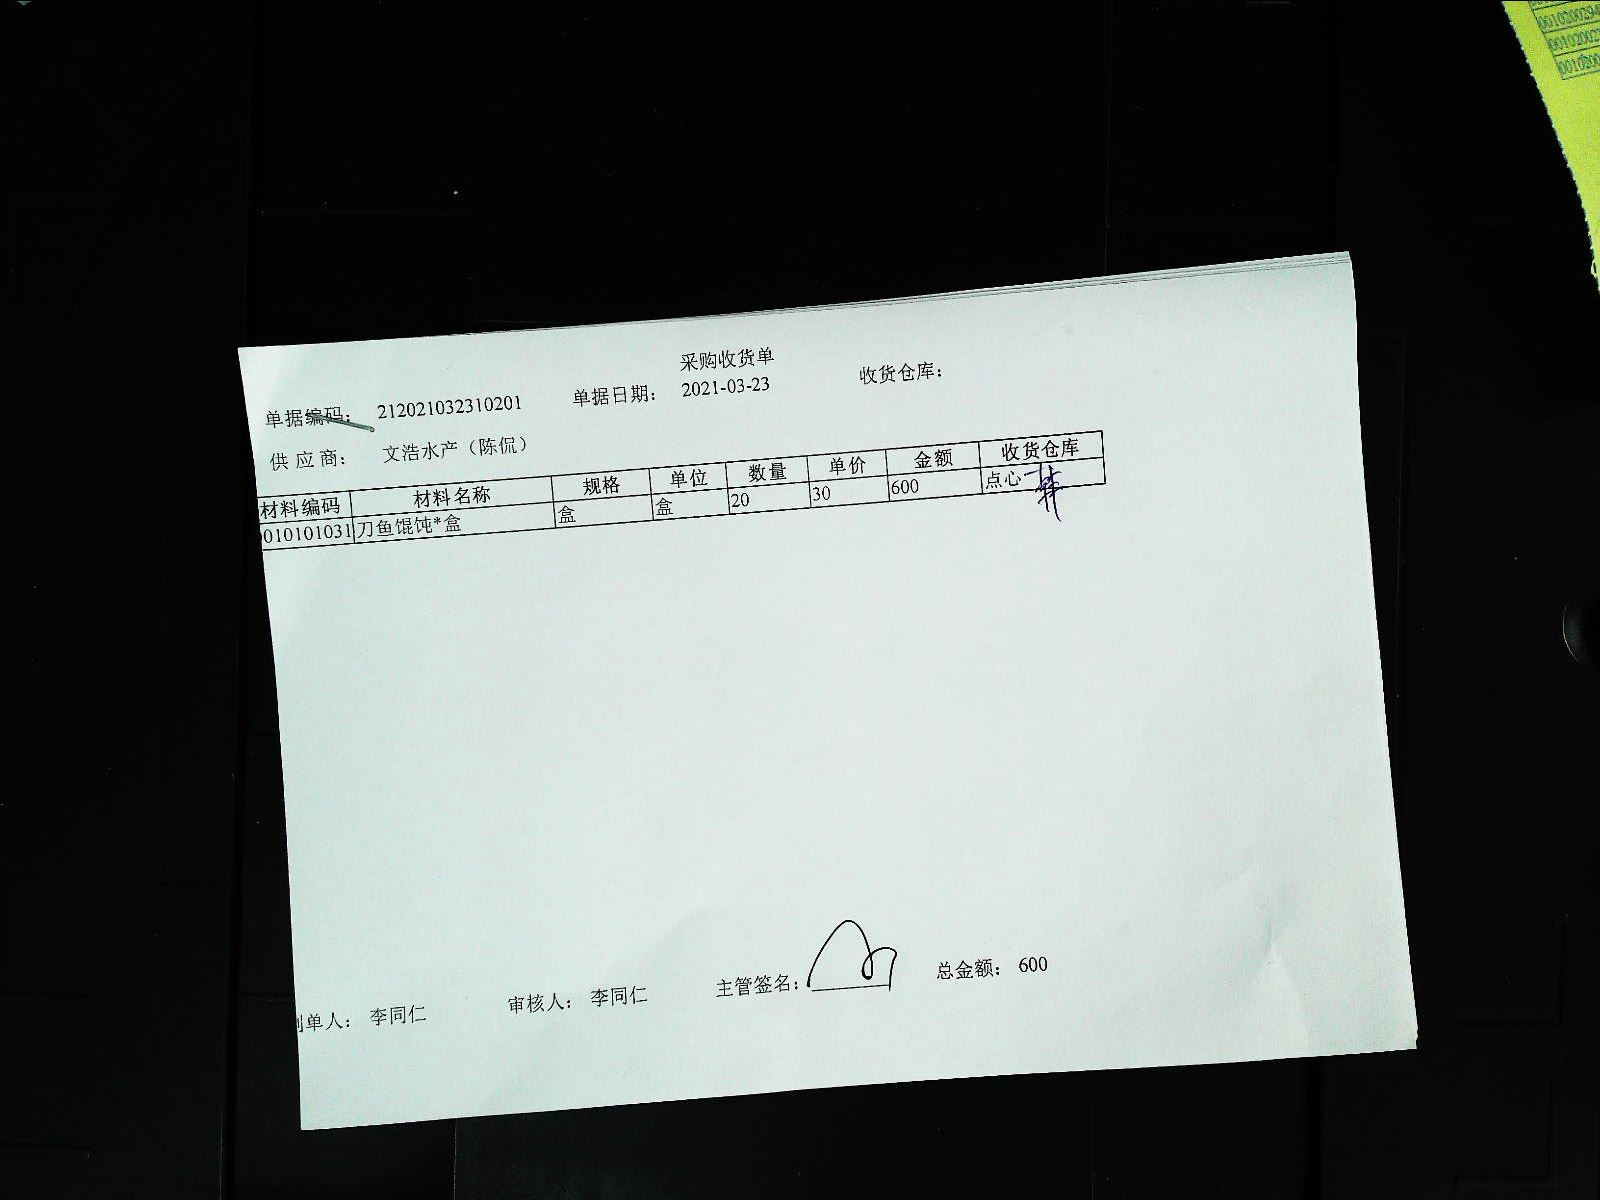 采购收货单
单据编码： 212021032310201 单据日期： 2021-03-23 收货仓库：
供 应 商： 文浩水产（陈侃）
材料编码 材料名称 规格 单位 数量 单价 金额 收货仓库
010101031 刀鱼馄饨*盒 盒 盒 20 30 600 点心
制单人： 李同仁 审核人： 李同仁 主管签名： 总金额： 600